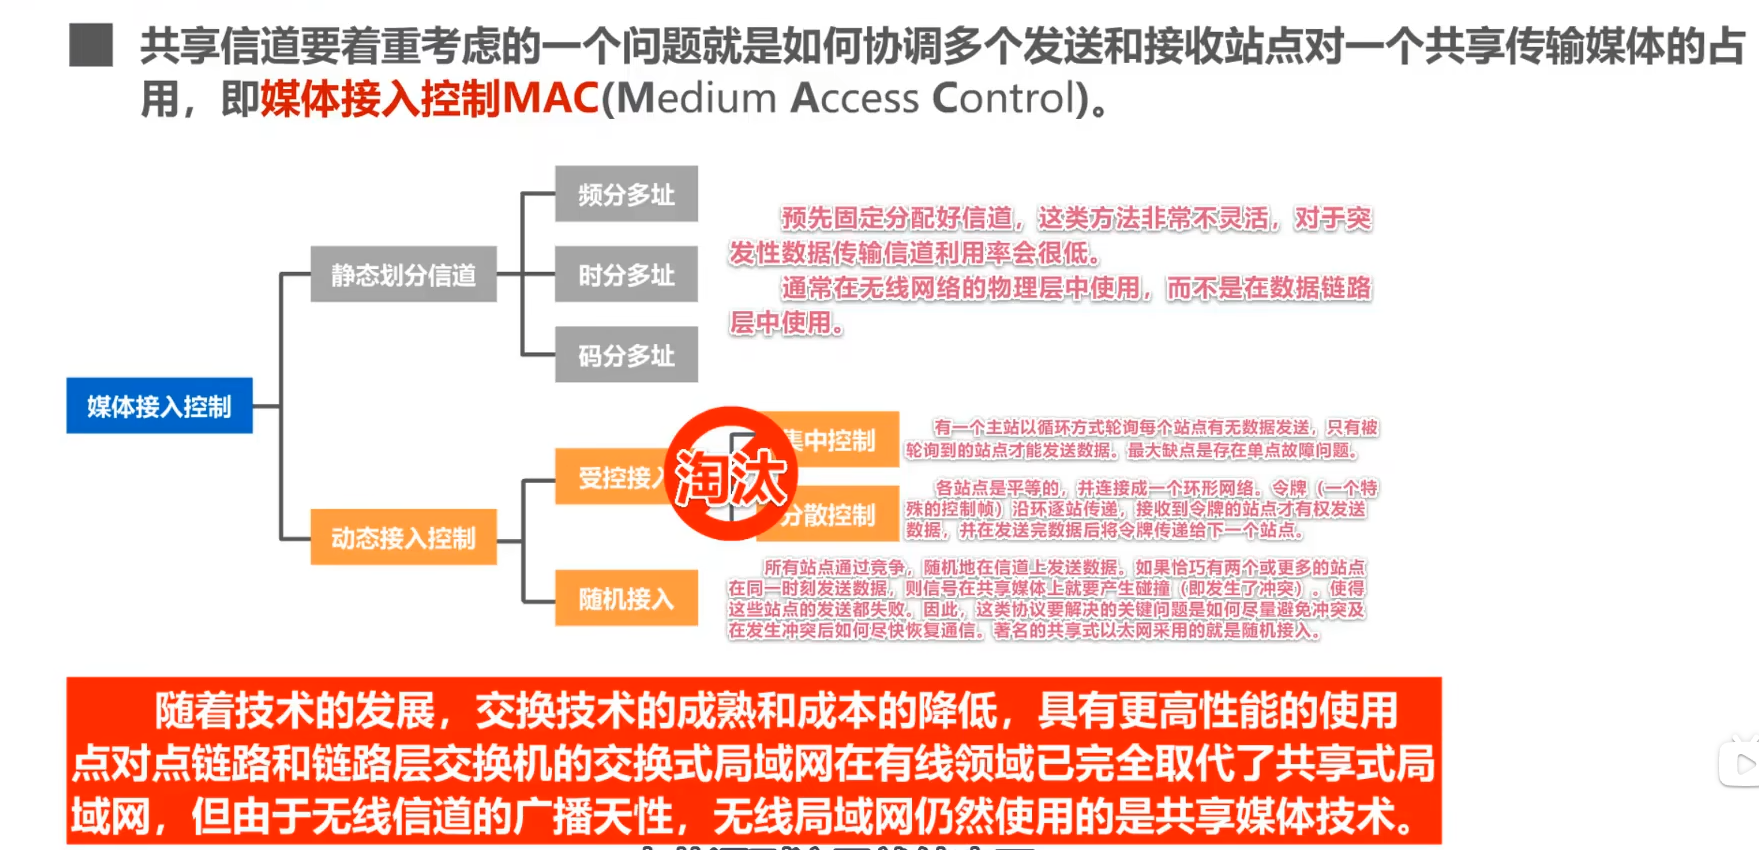 共享信道要着重考虑的一个问题就是如何协调多个发送和接收站点对一个共享传输媒体的占
用，即媒体接入控制MAC(Medium Access Control)。
频分多址
预先固定分配好信道，这类方法非常不灵活，对于突
发性数据传输信道利用率会很低。
静态划分信道
时分多址
通常在无线网络的物理层中使用，而不是在数据链路
层中使用。
码分多址
媒体接入控制
集中控制
有一个主站以循环方式轮询每个站点有无数据发送，只有被
轮询到的站点才能发送数据。最大缺点是存在单点故障问题。
受控接入
淘汰
分散控制
各站点是平等的，并连接成一个环形网络。令牌（一个特
殊的控制帧）沿环逐站传递，接收到令牌的站点才有权发送
数据，并在发送完数据后将令牌传递给下一个站点。
动态接入控制
随机接入
所有站点通过竞争，随机地在信道上发送数据。如果恰巧有两个或更多的站点
在同一时刻发送数据，则信号在共享媒体上就要产生碰撞（即发生了冲突）。使得
这些站点的发送都失败。因此，这类协议要解决的关键问题是如何尽量避免冲突及
在发生冲突后如何尽快恢复通信。著名的共享式以太网采用的就是随机接入。
随着技术的发展，交换技术的成熟和成本的降低，具有更高性能的使用
点对点链路和链路层交换机的交换式局域网在有线领域已完全取代了共享式局
域网，但由于无线信道的广播天性，无线局域网仍然使用的是共享媒体技术。